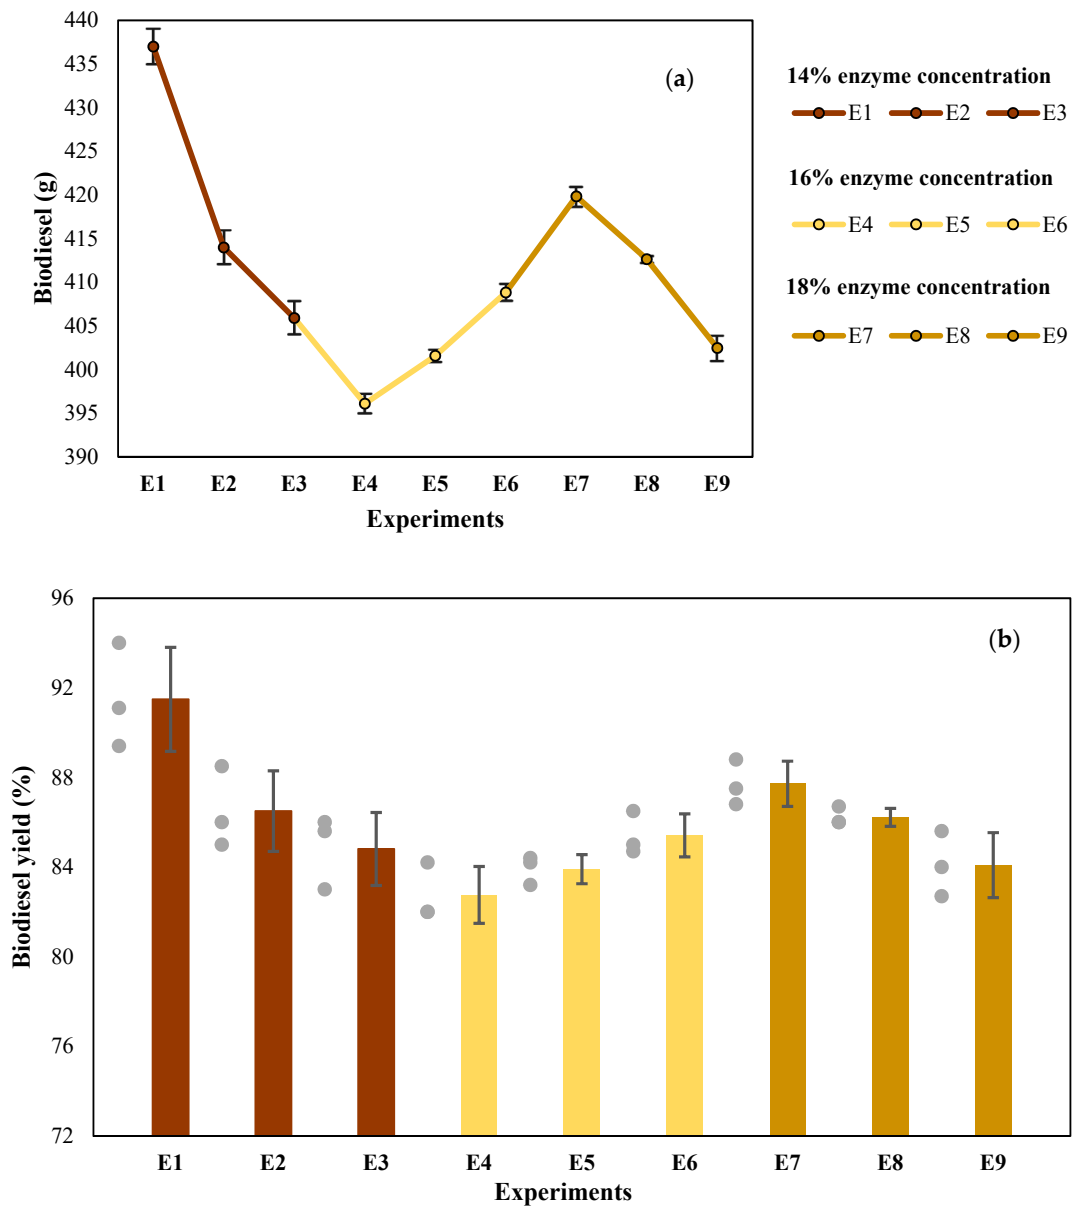 440
435
430
425
420
415
410
405
400
395
390
Biodiesel (g)
(a)
E1 E2 E3 E4 E5 E6 E7 E8 E9
Experiments
14% enzyme concentration
E1 E2 E3
16% enzyme concentration
E4 E5 E6
18% enzyme concentration
E7 E8 E9
96
92
88
84
80
76
72
Biodiesel yield (%)
(b)
E1 E2 E3 E4 E5 E6 E7 E8 E9
Experiments